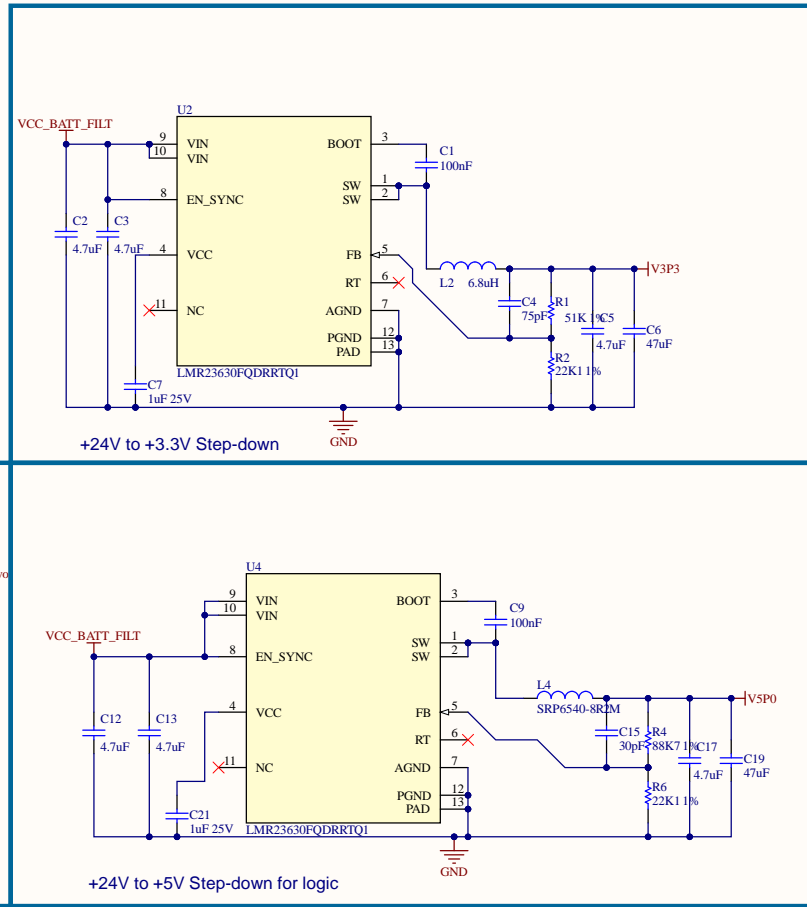 U2
VCC_BATT_FILT
9 VIN BOOT 3
10 VIN
C1
100nF
SW 1
8 EN_SYNC SW 2
C2 C3
4.7uF 4.7uF
4 VCC FB 5
V3P3
L2 6.8uH
RT 6
C4 R1
75pF 51K 1% C5 C6
11 NC AGND 7
4.7uF 47uF
PGND 12
PAD 13
R2
22K1 1%
LMR23630FQDRRTQ1
C7
1uF 25V
GND
+24V to +3.3V Step-down
U4
9 VIN BOOT 3
10 VIN
C9
100nF
VCC_BATT_FILT
SW 1
8 EN_SYNC SW 2
L4
SRP6540-8R2M
V5P0
4 VCC FB 5
C12 C13
4.7uF 4.7uF
C15 R4
30pF 88K7 1% C17 C19
RT 6
4.7uF 47uF
11 NC AGND 7
R6
22K1 1%
PGND 12
PAD 13
C21
1uF 25V
LMR23630FQDRRTQ1
GND
+24V to +5V Step-down for logic